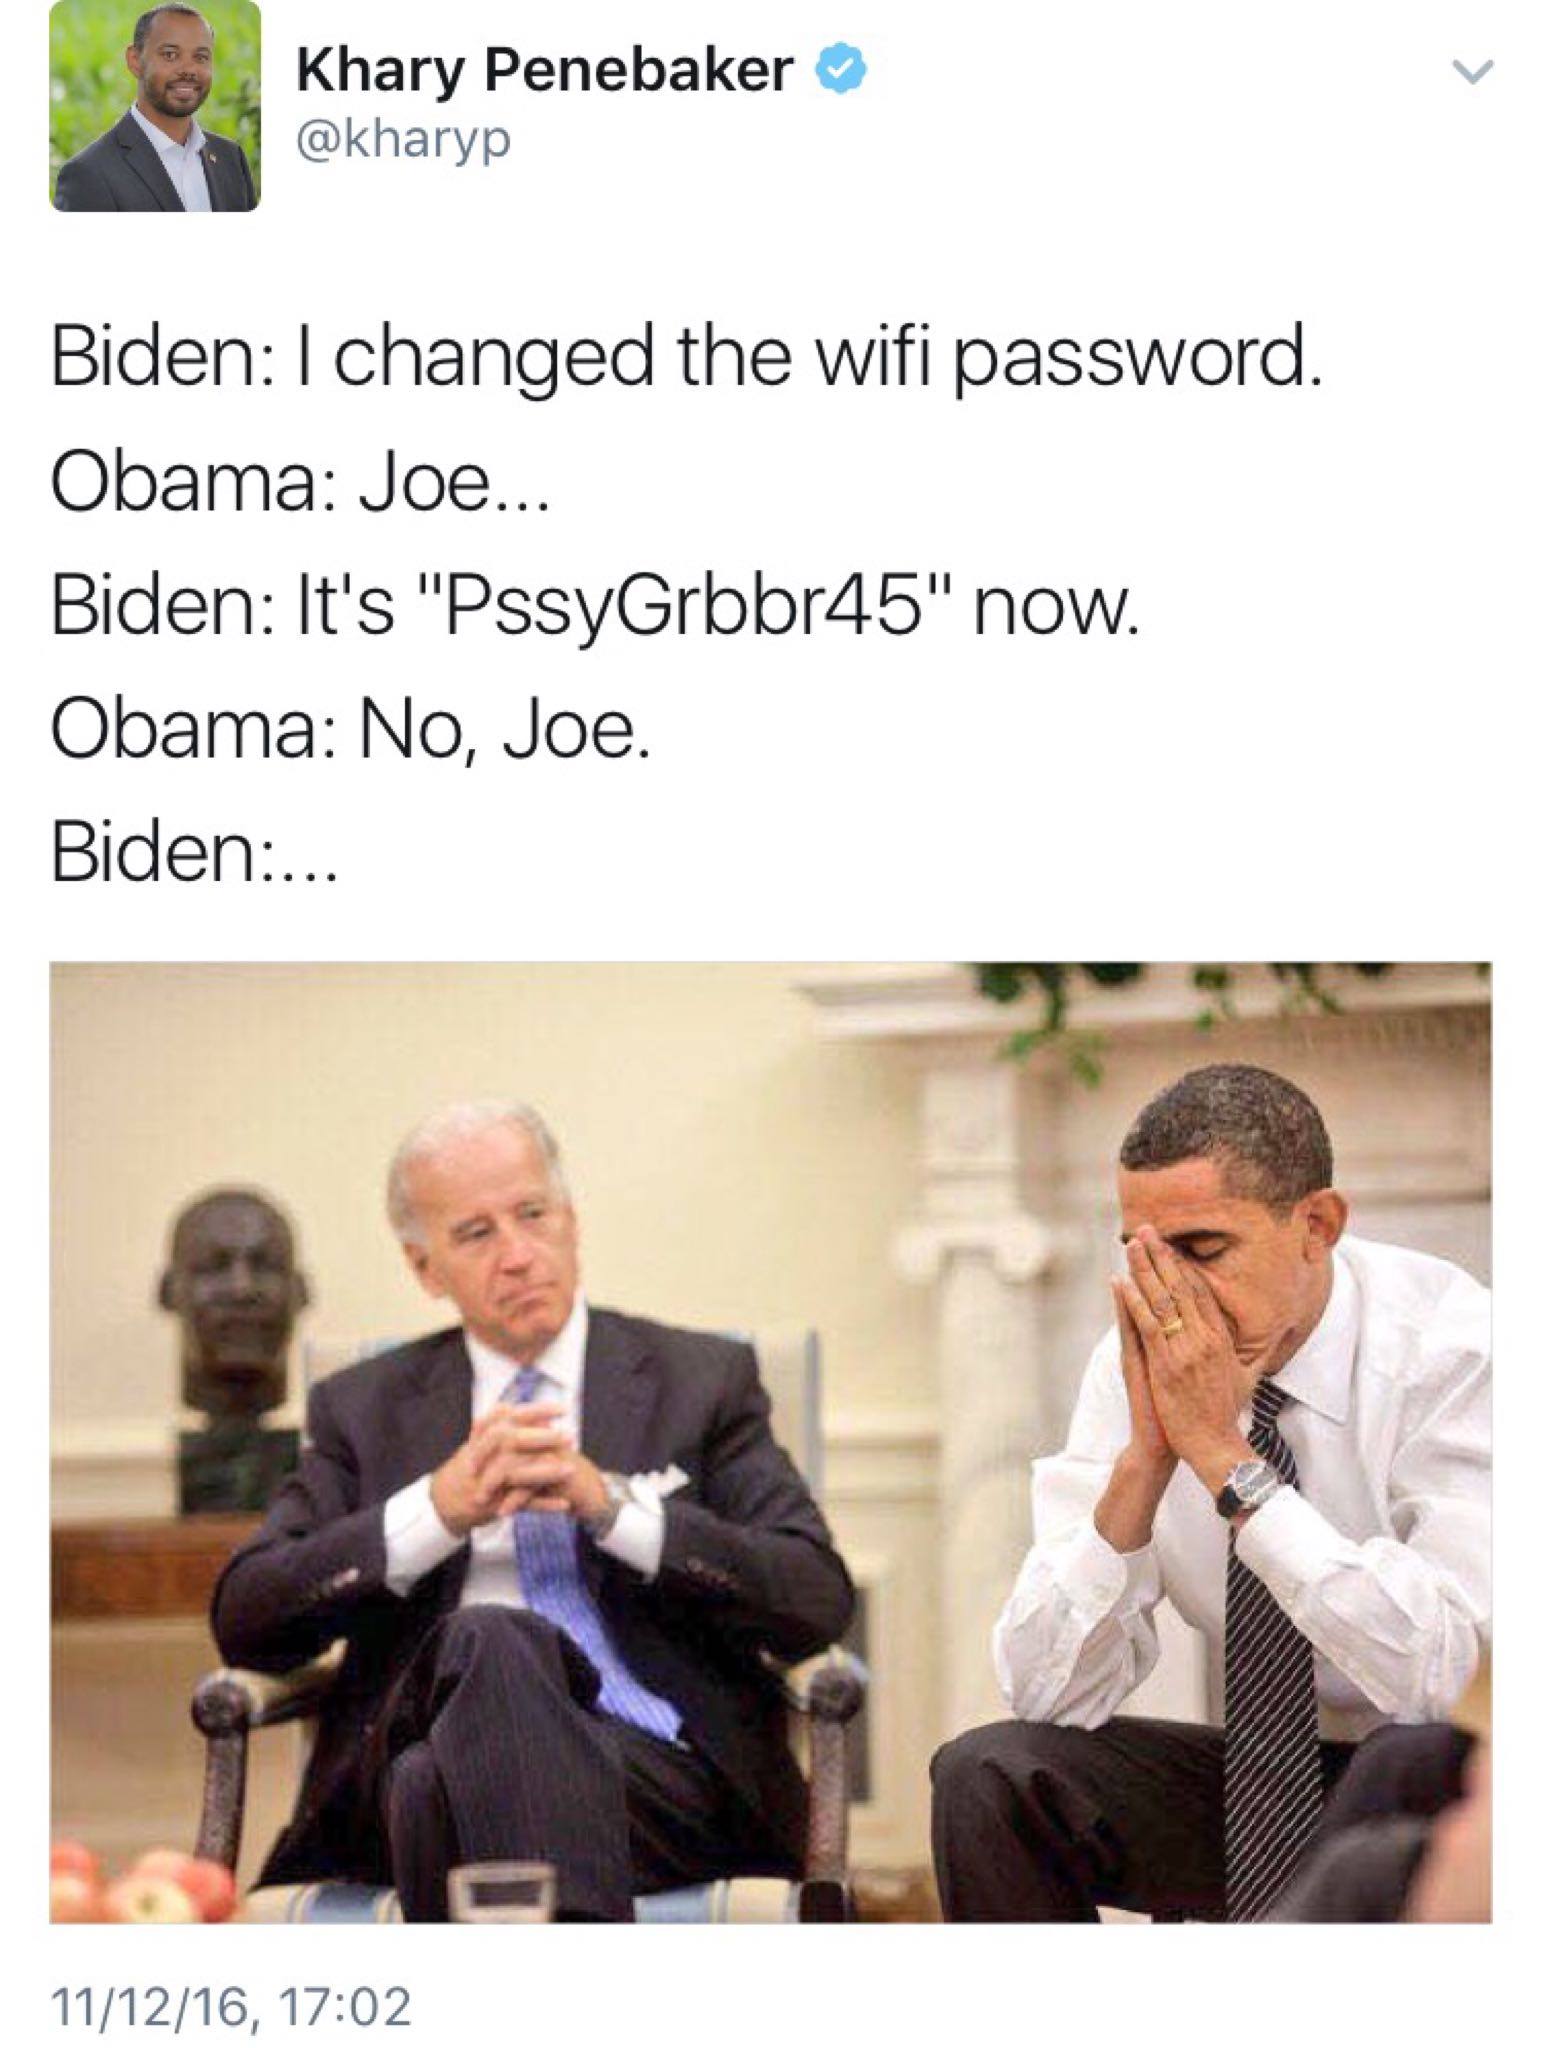 Khary Penebaker
@kharyp
Biden: I changed the wifi password.
Obama: Joe...
Biden: It's "PssyGrbbr45" now.
Obama: No, Joe.
Biden:...
11/12/16, 17:02